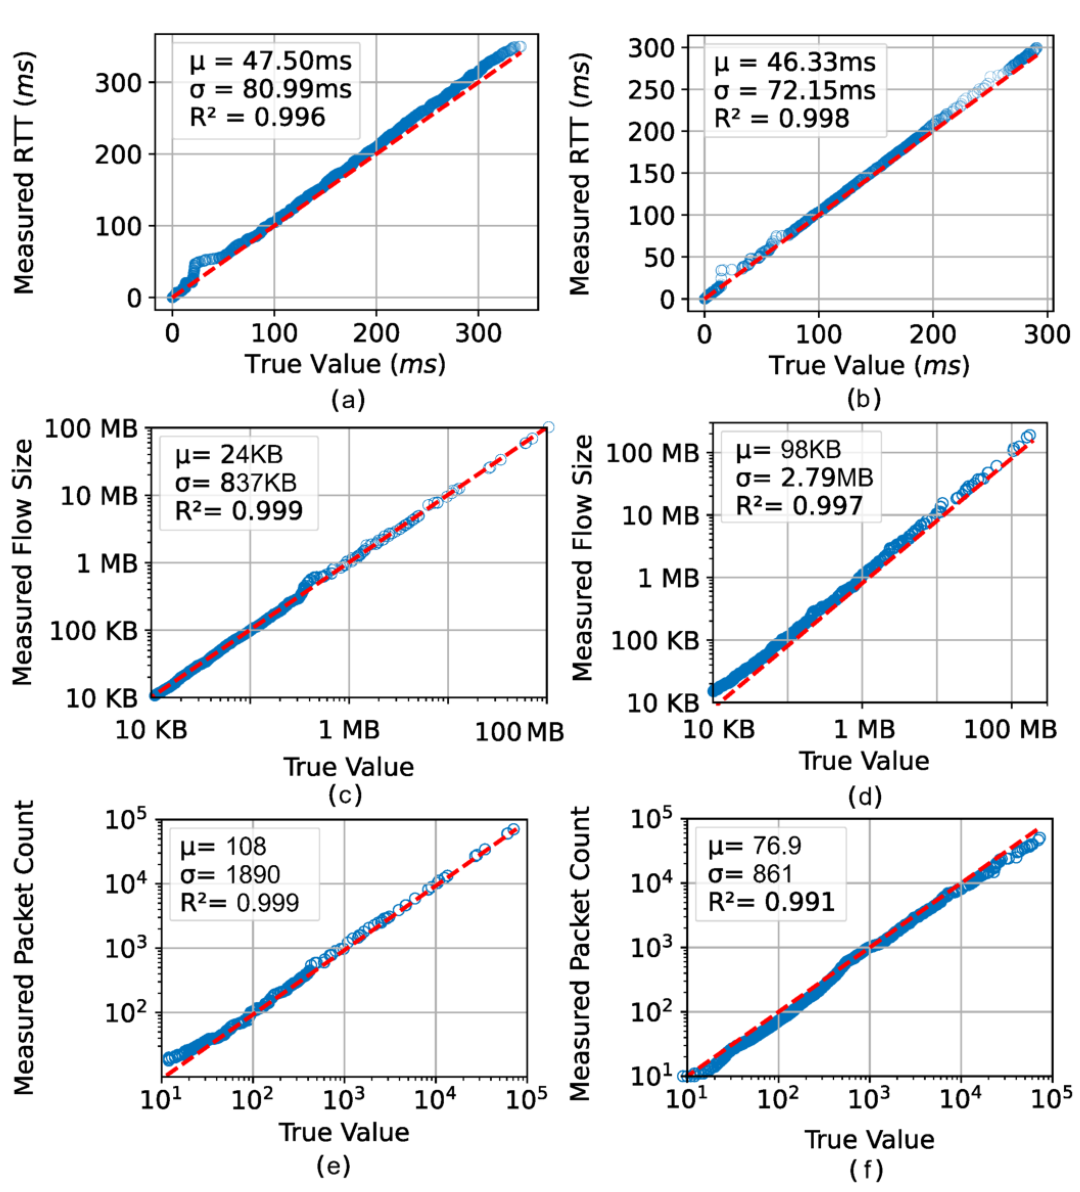 Measured RTT (ms)
300
200
100
0
μ = 47.50ms
σ = 80.99ms
R² = 0.996
0 100 200 300
True Value (ms)
(a)
Measured RTT (ms)
300
250
200
150
100
50
0
μ = 46.33ms
σ = 72.15ms
R² = 0.998
0 100 200 300
True Value (ms)
(b)
Measured Flow Size
100 MB
10 MB
1 MB
100 KB
10 KB
μ= 24KB
σ= 837KB
R²= 0.999
10 KB 1 MB 100 MB
True Value
(c)
Measured Flow Size
100 MB
10 MB
1 MB
100 KB
10 KB
μ= 98KB
σ= 2.79MB
R²= 0.997
10 KB 1 MB 100 MB
True Value
(d)
Measured Packet Count
10⁵
10⁴
10³
10²
μ= 108
σ= 1890
R²= 0.999
10¹ 10² 10³ 10⁴ 10⁵
True Value
(e)
Measured Packet Count
10⁵
10⁴
10³
10²
10¹
μ= 76.9
σ= 861
R²= 0.991
10¹ 10² 10³ 10⁴ 10⁵
True Value
(f)